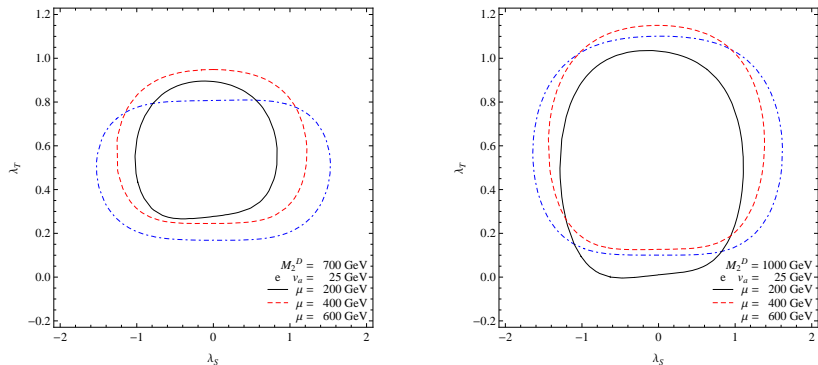 1.2
1.0
0.8
0.6
0.4
0.2
0.0
−0.2
λT
−2
−1
0
1
2
λS
M2D = 700 GeV
e va = 25 GeV
μ = 200 GeV
μ = 400 GeV
μ = 600 GeV
1.2
1.0
0.8
0.6
0.4
0.2
0.0
−0.2
λT
−2
−1
0
1
2
λS
M2D = 1000 GeV
e va = 25 GeV
μ = 200 GeV
μ = 400 GeV
μ = 600 GeV